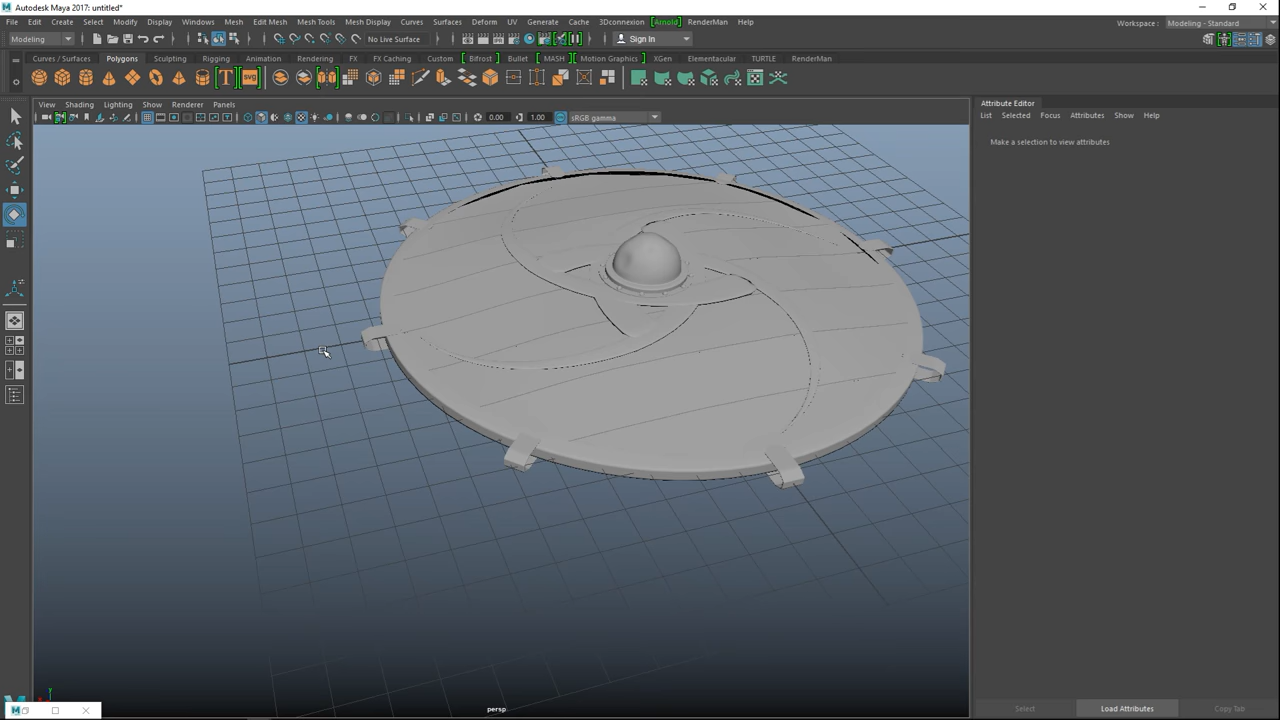 Autodesk Maya 2017: untitled*
File Edit Create Select Modify Display Windows Mesh Edit Mesh Mesh Tools Mesh Display Curves Surfaces Deform UV Generate Cache 3Dconnexion [Arnold] RenderMan Help
Workspace : Modeling - Standard
Modeling No Live Surface Sign In
Curves / Surfaces Polygons Sculpting Rigging Animation Rendering FX FX Caching Custom [ Bifrost Bullet [ MASH ] [ Motion Graphics ] XGen [ Elementacular ] TURTLE RenderMan
T svg
View Shading Lighting Show Renderer Panels
0.00 1.00 sRGB gamma
Attribute Editor
List Selected Focus Attributes Show Help
Make a selection to view attributes
y
persp
Select Load Attributes Copy Tab